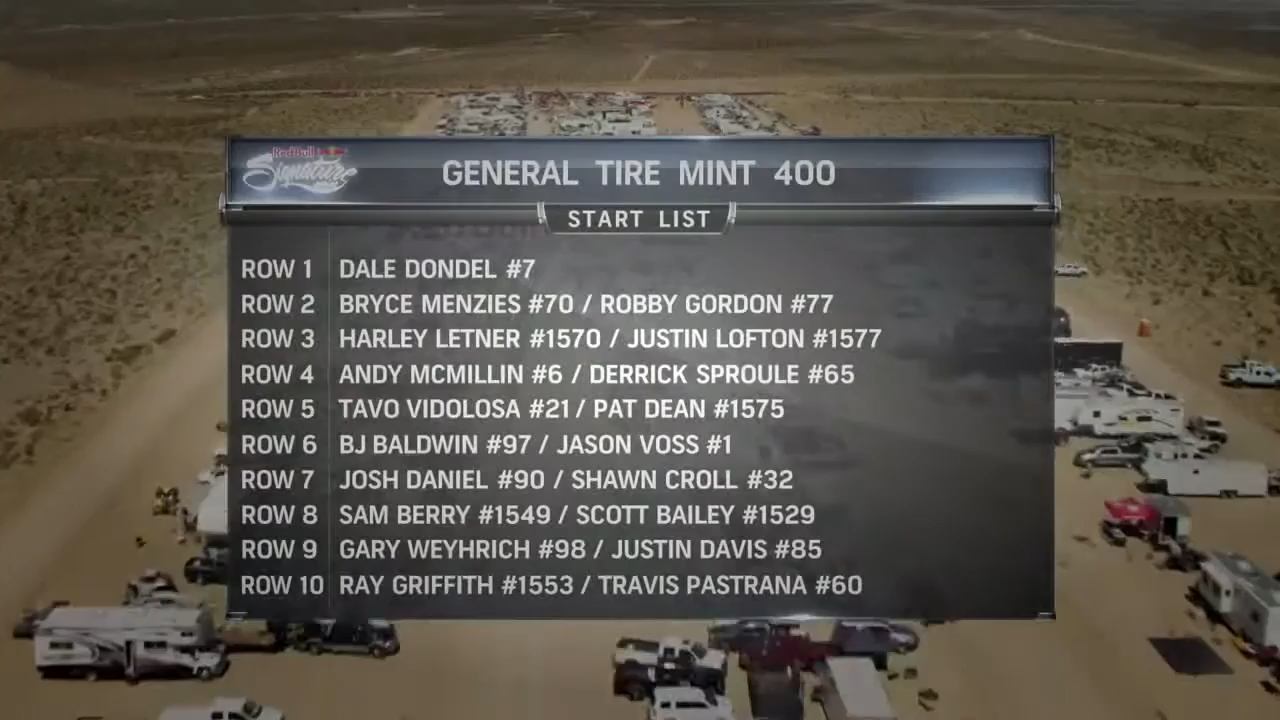 Red Bull
Signature
GENERAL TIRE MINT 400
START LIST
ROW 1 DALE DONDEL #7
ROW 2 BRYCE MENZIES #70 / ROBBY GORDON #77
ROW 3 HARLEY LETNER #1570 / JUSTIN LOFTON #1577
ROW 4 ANDY MCMILLIN #6 / DERRICK SPROULE #65
ROW 5 TAVO VIDOLOSA #21 / PAT DEAN #1575
ROW 6 BJ BALDWIN #97 / JASON VOSS #1
ROW 7 JOSH DANIEL #90 / SHAWN CROLL #32
ROW 8 SAM BERRY #1549 / SCOTT BAILEY #1529
ROW 9 GARY WEYHRICH #98 / JUSTIN DAVIS #85
ROW 10 RAY GRIFFITH #1553 / TRAVIS PASTRANA #60